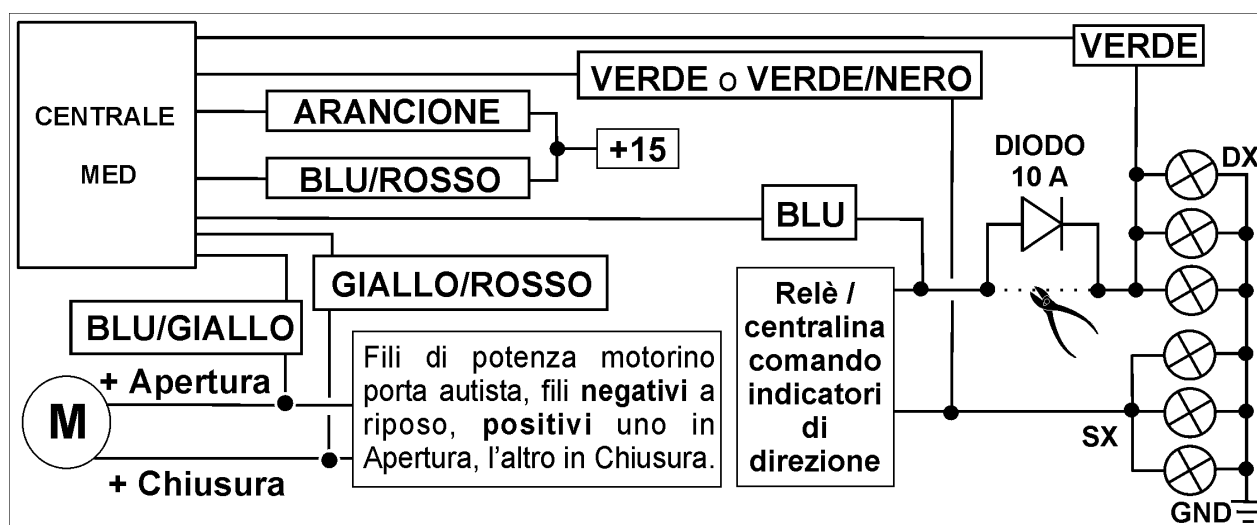 CENTRALE
MED
VERDE
VERDE o VERDE/NERO
ARANCIONE
+15
BLU/ROSSO
DIODO
10 A
DX
BLU
GIALLO/ROSSO
BLU/GIALLO
+ Apertura
M
+ Chiusura
Fili di potenza motorino
porta autista, fili negativi a
riposo, positivi uno in
Apertura, l'altro in Chiusura.
Relè /
centralina
comando
indicatori
di
direzione
SX
GND